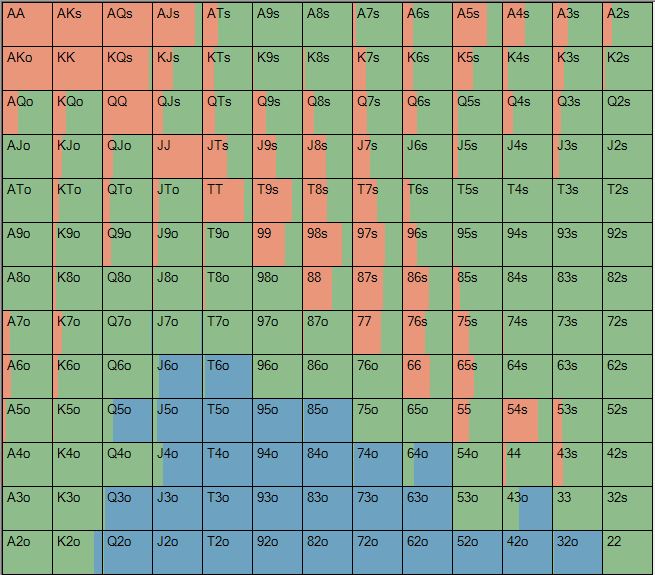 AA AKs AQs AJs ATs A9s A8s A7s A6s A5s A4s A3s A2s
AKo KK KQs KJs KTs K9s K8s K7s K6s K5s K4s K3s K2s
AQo KQo QQ QJs QTs Q9s Q8s Q7s Q6s Q5s Q4s Q3s Q2s
AJo KJo QJo JJ JTs J9s J8s J7s J6s J5s J4s J3s J2s
ATo KTo QTo JTo TT T9s T8s T7s T6s T5s T4s T3s T2s
A9o K9o Q9o J9o T9o 99 98s 97s 96s 95s 94s 93s 92s
A8o K8o Q8o J8o T8o 98o 88 87s 86s 85s 84s 83s 82s
A7o K7o Q7o J7o T7o 97o 87o 77 76s 75s 74s 73s 72s
A6o K6o Q6o J6o T6o 96o 86o 76o 66 65s 64s 63s 62s
A5o K5o Q5o J5o T5o 95o 85o 75o 65o 55 54s 53s 52s
A4o K4o Q4o J4o T4o 94o 84o 74o 64o 54o 44 43s 42s
A3o K3o Q3o J3o T3o 93o 83o 73o 63o 53o 43o 33 32s
A2o K2o Q2o J2o T2o 92o 82o 72o 62o 52o 42o 32o 22